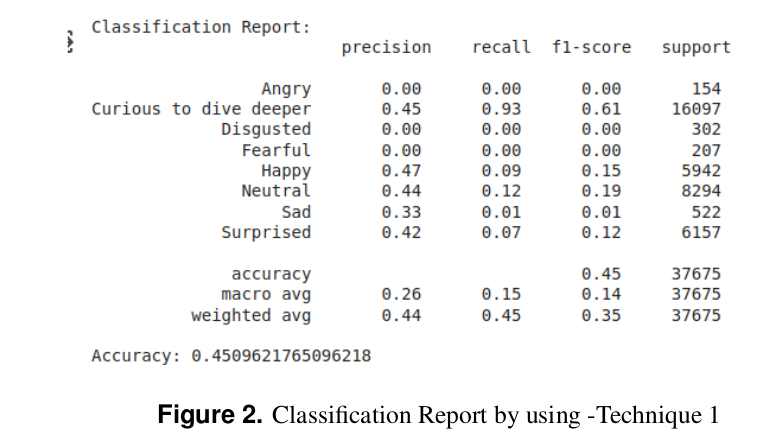 Classification Report:
precision recall f1-score support
Angry 0.00 0.00 0.00 154
Curious to dive deeper 0.45 0.93 0.61 16097
Disgusted 0.00 0.00 0.00 302
Fearful 0.00 0.00 0.00 207
Happy 0.47 0.09 0.15 5942
Neutral 0.44 0.12 0.19 8294
Sad 0.33 0.01 0.01 522
Surprised 0.42 0.07 0.12 6157
accuracy 0.45 37675
macro avg 0.26 0.15 0.14 37675
weighted avg 0.44 0.45 0.35 37675
Accuracy: 0.4509621765096218
Figure 2. Classification Report by using -Technique 1